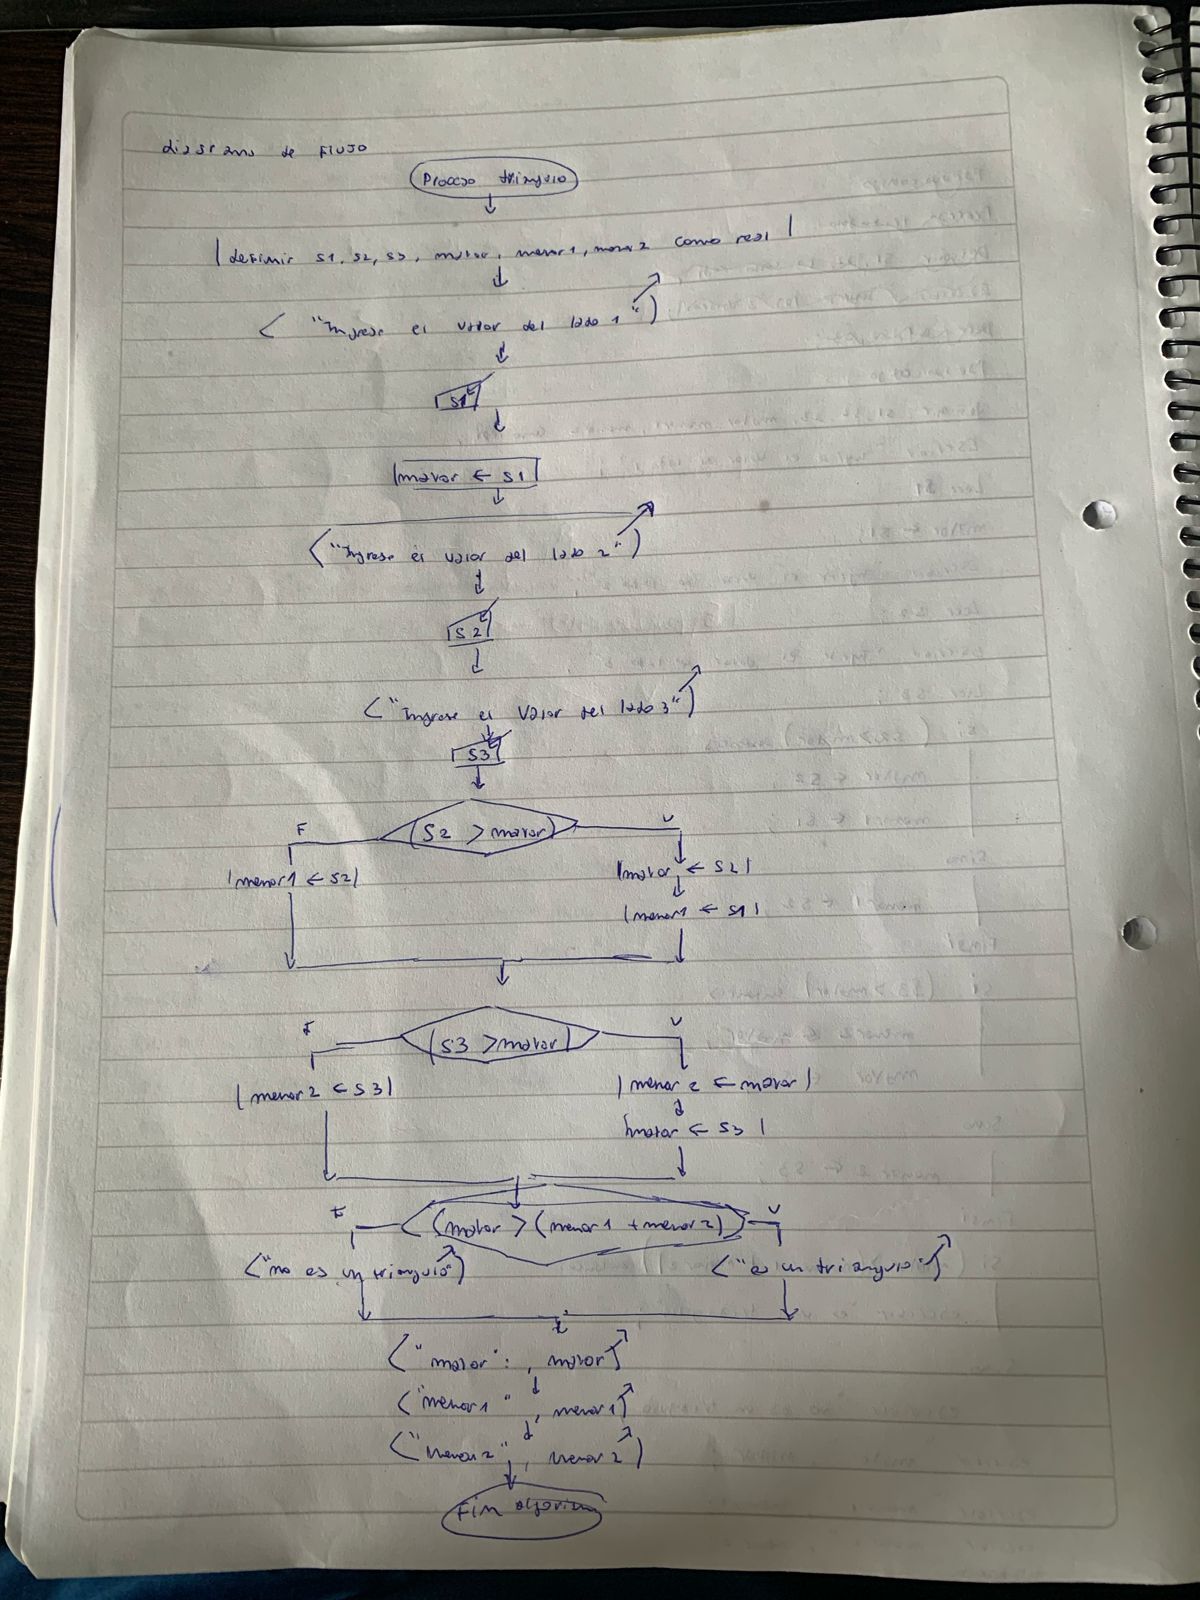 diagrama de FLUJO
Proceso triangulo
definir s1, s2, s3, mayor, menor1, menor2 como real
"Ingrese el valor del lado 1"
S1
mayor ← S1
"Ingrese el valor del lado 2"
S2
"Ingrese el valor del lado 3"
S3
F (S2 > mayor) V
menor1 ← S2 mayor ← S2
menor1 ← S1
F (S3 > mayor) V
menor2 ← S3 menor2 ← mayor
mayor ← S3
F (mayor > (menor1 + menor2)) V
"no es un triangulo" "es un triangulo"
"mayor": , mayor
"menor1" , menor1
"menor2" , menor2
Fin algoritmo